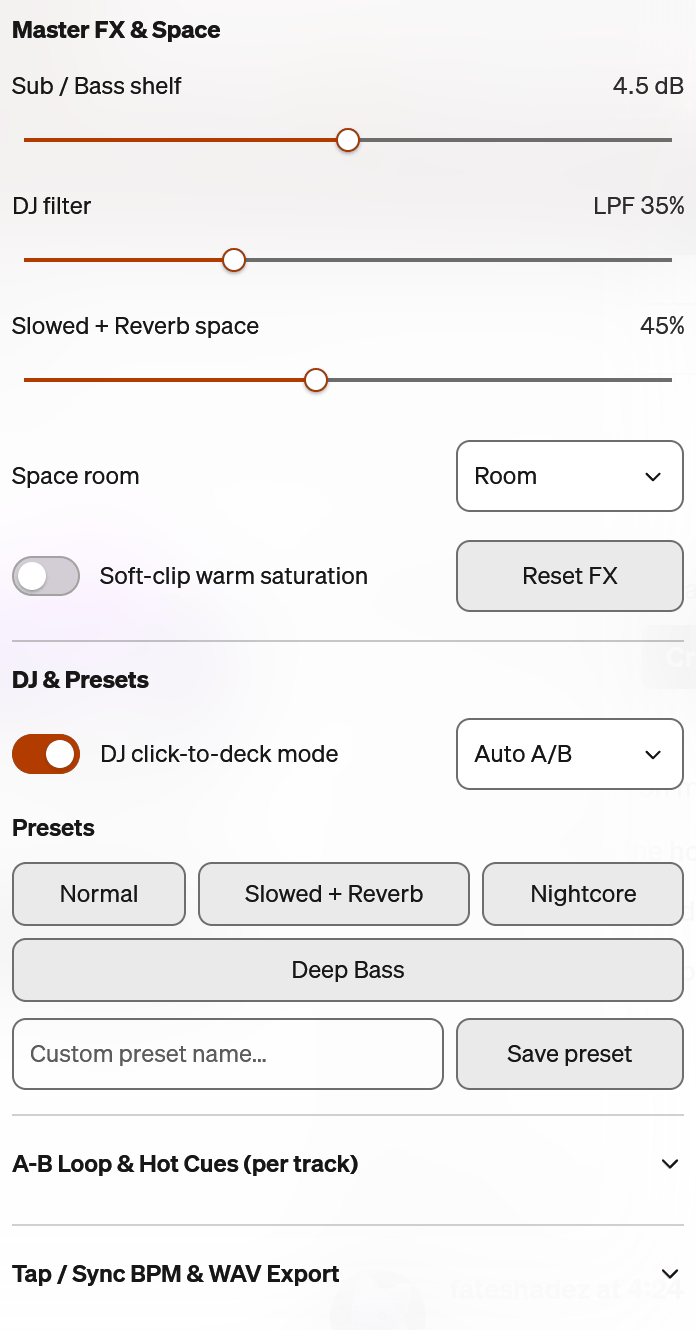 Master FX & Space
Sub / Bass shelf 4.5 dB
DJ filter LPF 35%
Slowed + Reverb space 45%
Space room Room
Soft-clip warm saturation Reset FX
DJ & Presets
DJ click-to-deck mode Auto A/B
Presets
Normal Slowed + Reverb Nightcore
Deep Bass
Custom preset name... Save preset
A-B Loop & Hot Cues (per track)
Tap / Sync BPM & WAV Export